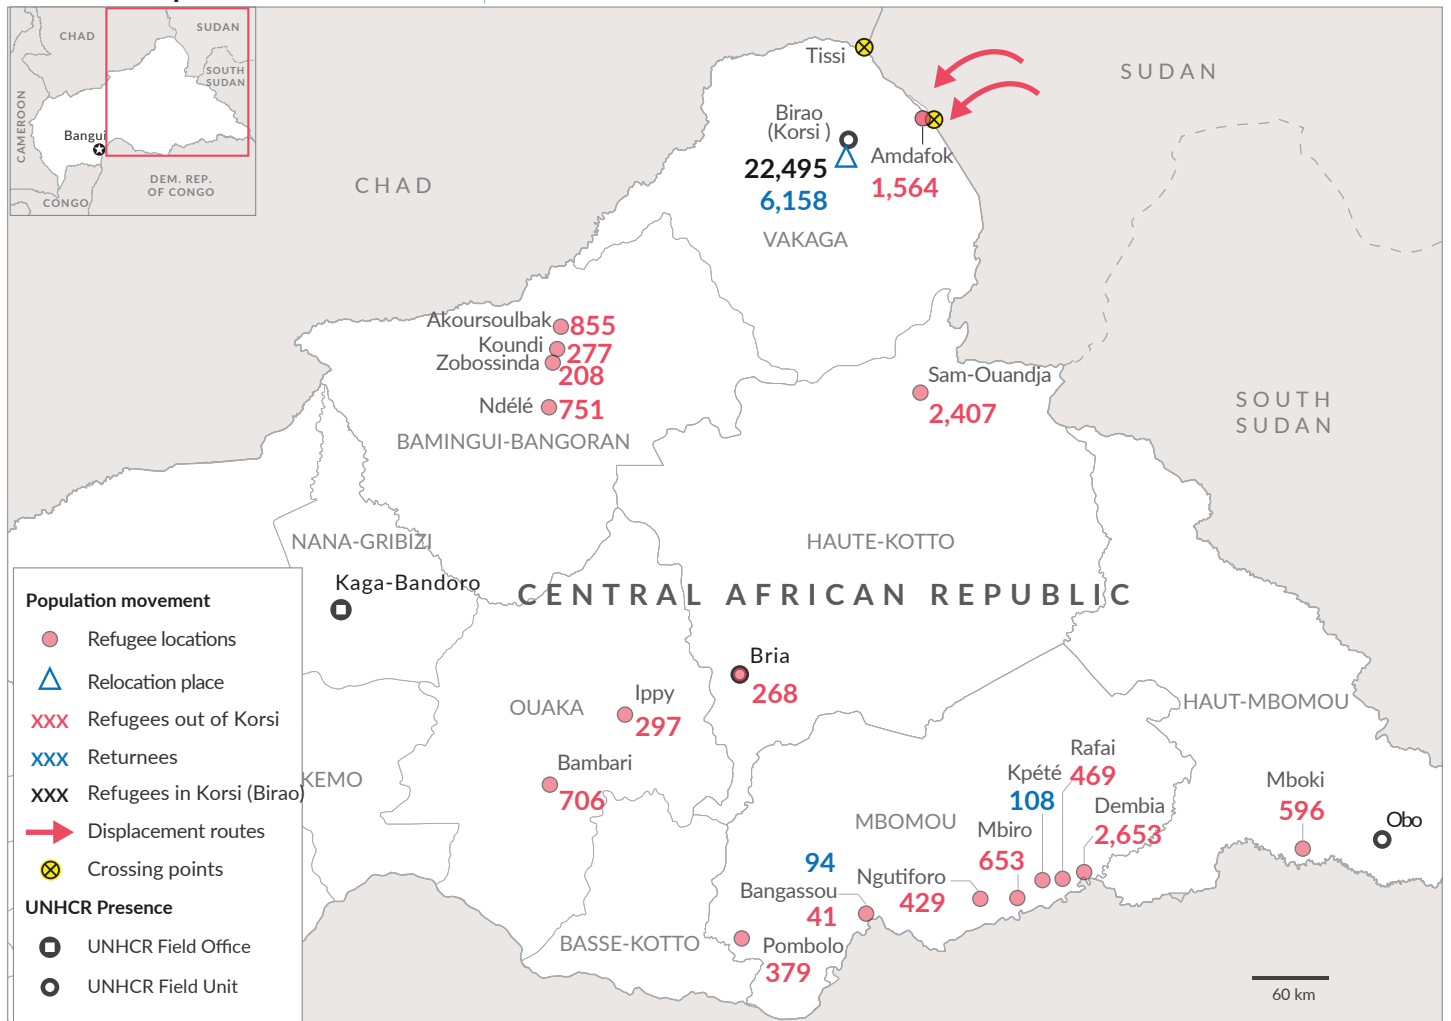 CHAD
SUDAN
SOUTH
SUDAN
CAMEROON
Bangui
DEM. REP.
OF CONGO
CONGO
Tissi
SUDAN
Birao
(Korsi )
22,495
6,158
Amdafok
1,564
CHAD
VAKAGA
Akoursoulbak
855
Koundi
277
Zobossinda
208
Ndélé
751
BAMINGUI-BANGORAN
Sam-Ouandja
2,407
SOUTH
SUDAN
NANA-GRIBIZI
HAUTE-KOTTO
Kaga-Bandoro
CENTRAL AFRICAN REPUBLIC
Bria
268
Ippy
297
OUAKA
Bambari
706
KEMO
HAUT-MBOMOU
Rafai
469
Kpété
108
Dembia
2,653
Mboki
596
Obo
MBOMOU
Mbiro
653
94
Bangassou
41
Ngutiforo
429
BASSE-KOTTO
Pombolo
379
60 km
Population movement
Refugee locations
Relocation place
XXX Refugees out of Korsi
XXX Returnees
XXX Refugees in Korsi (Birao)
Displacement routes
Crossing points
UNHCR Presence
UNHCR Field Office
UNHCR Field Unit